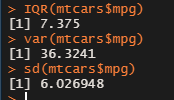 > IQR(mtcars$mpg)
[1] 7.375
> var(mtcars$mpg)
[1] 36.3241
> sd(mtcars$mpg)
[1] 6.026948
>